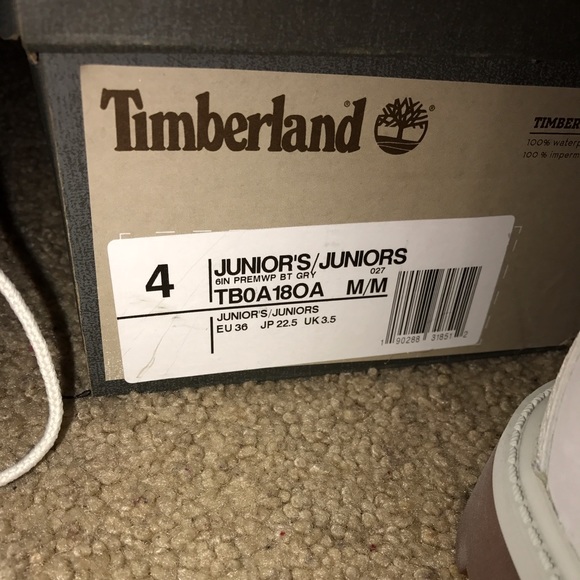 Timberland®
®
TIMBER
100% waterp
100% imperm
4
JUNIOR'S/JUNIORS
6IN PREMWP BT GRY 027
TB0A18OA M/M
JUNIOR'S/JUNIORS
EU 36 JP 22.5 UK 3.5
1 90288 31851 2